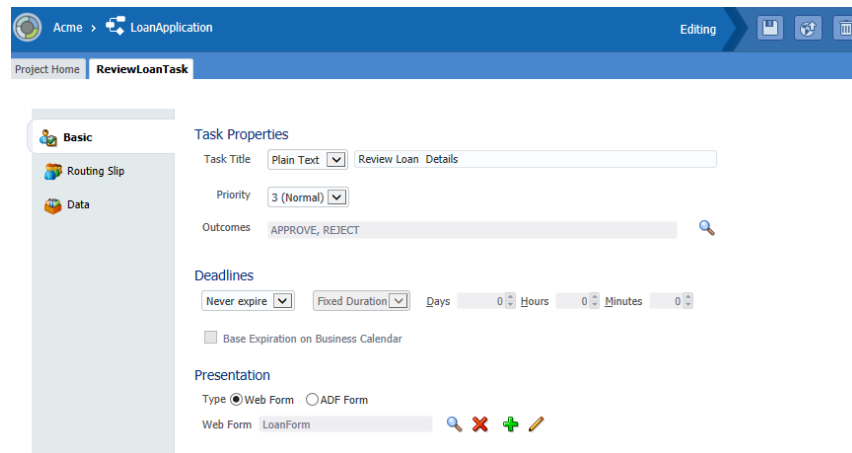 Acme > LoanApplication Editing
Project Home ReviewLoanTask
Basic
Routing Slip
Data
Task Properties
Task Title Plain Text Review Loan Details
Priority 3 (Normal)
Outcomes APPROVE, REJECT
Deadlines
Never expire Fixed Duration Days 0 Hours 0 Minutes 0
Base Expiration on Business Calendar
Presentation
Type Web Form ADF Form
Web Form LoanForm